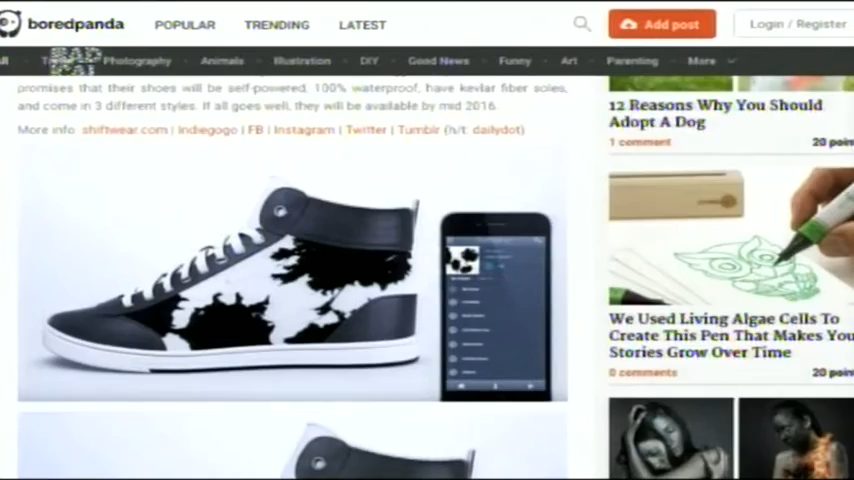 boredpanda
POPULAR
TRENDING
LATEST
Add post
Login / Register
Photography
Animals
Illustration
DIY
Good News
Funny
Art
Parenting
More
promises that their shoes will be self-powered, 100% waterproof, have kevlar fiber soles,
and come in 3 different styles. If all goes well, they will be available by mid 2016.
More info: shiftwear.com | Indiegogo | FB | Instagram | Twitter | Tumblr (h/t: dailydot)
12 Reasons Why You Should
Adopt A Dog
1 comment
20 poin
We Used Living Algae Cells To
Create This Pen That Makes You
Stories Grow Over Time
0 comments
20 poin